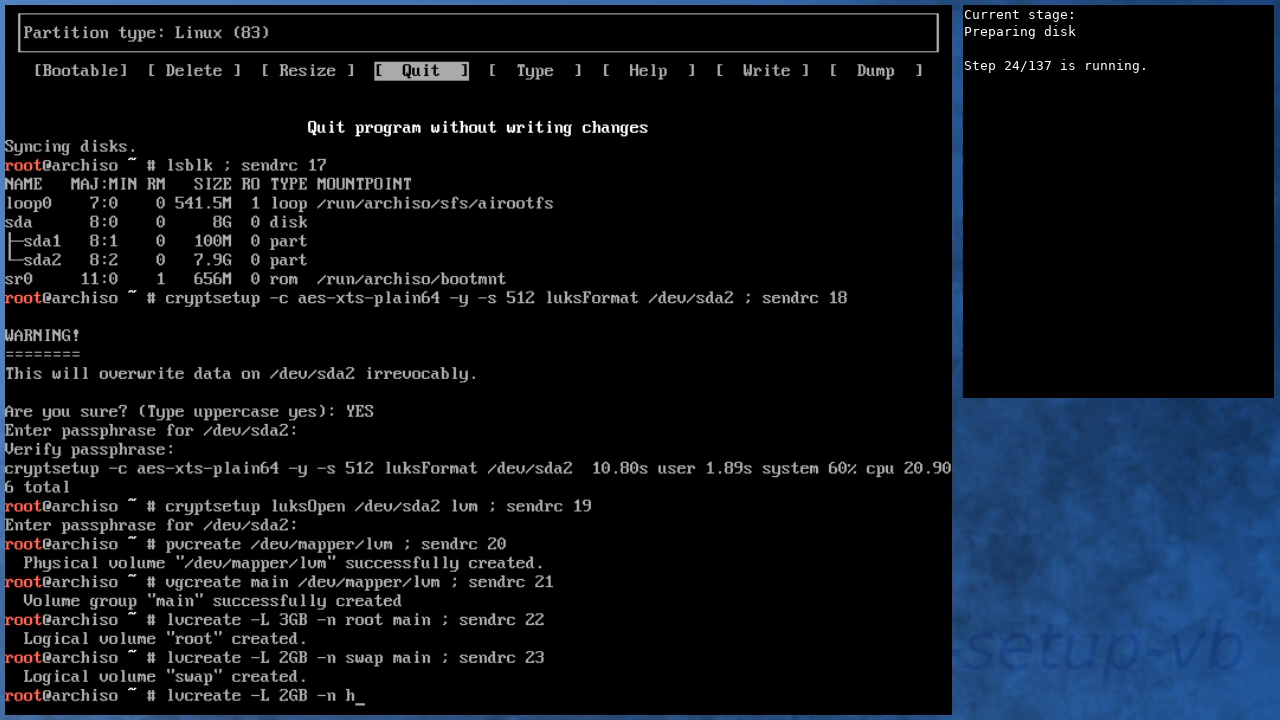 Partition type: Linux (83)
[Bootable] [ Delete ] [ Resize ] [ Quit ] [ Type ] [ Help ] [ Write ] [ Dump ]
Quit program without writing changes
Syncing disks.
root@archiso ~ # lsblk ; sendrc 17
NAME MAJ:MIN RM SIZE RO TYPE MOUNTPOINT
loop0 7:0 0 541.5M 1 loop /run/archiso/sfs/airootfs
sda 8:0 0 8G 0 disk
├─sda1 8:1 0 100M 0 part
└─sda2 8:2 0 7.9G 0 part
sr0 11:0 1 656M 0 rom /run/archiso/bootmnt
root@archiso ~ # cryptsetup -c aes-xts-plain64 -y -s 512 luksFormat /dev/sda2 ; sendrc 18
WARNING!
========
This will overwrite data on /dev/sda2 irrevocably.
Are you sure? (Type uppercase yes): YES
Enter passphrase for /dev/sda2:
Verify passphrase:
cryptsetup -c aes-xts-plain64 -y -s 512 luksFormat /dev/sda2 10.80s user 1.89s system 60% cpu 20.90
6 total
root@archiso ~ # cryptsetup luksOpen /dev/sda2 lvm ; sendrc 19
Enter passphrase for /dev/sda2:
root@archiso ~ # pvcreate /dev/mapper/lvm ; sendrc 20
Physical volume "/dev/mapper/lvm" successfully created.
root@archiso ~ # vgcreate main /dev/mapper/lvm ; sendrc 21
Volume group "main" successfully created
root@archiso ~ # lvcreate -L 3GB -n root main ; sendrc 22
Logical volume "root" created.
root@archiso ~ # lvcreate -L 2GB -n swap main ; sendrc 23
Logical volume "swap" created.
root@archiso ~ # lvcreate -L 2GB -n h_
Current stage:
Preparing disk
Step 24/137 is running.
setup-vb